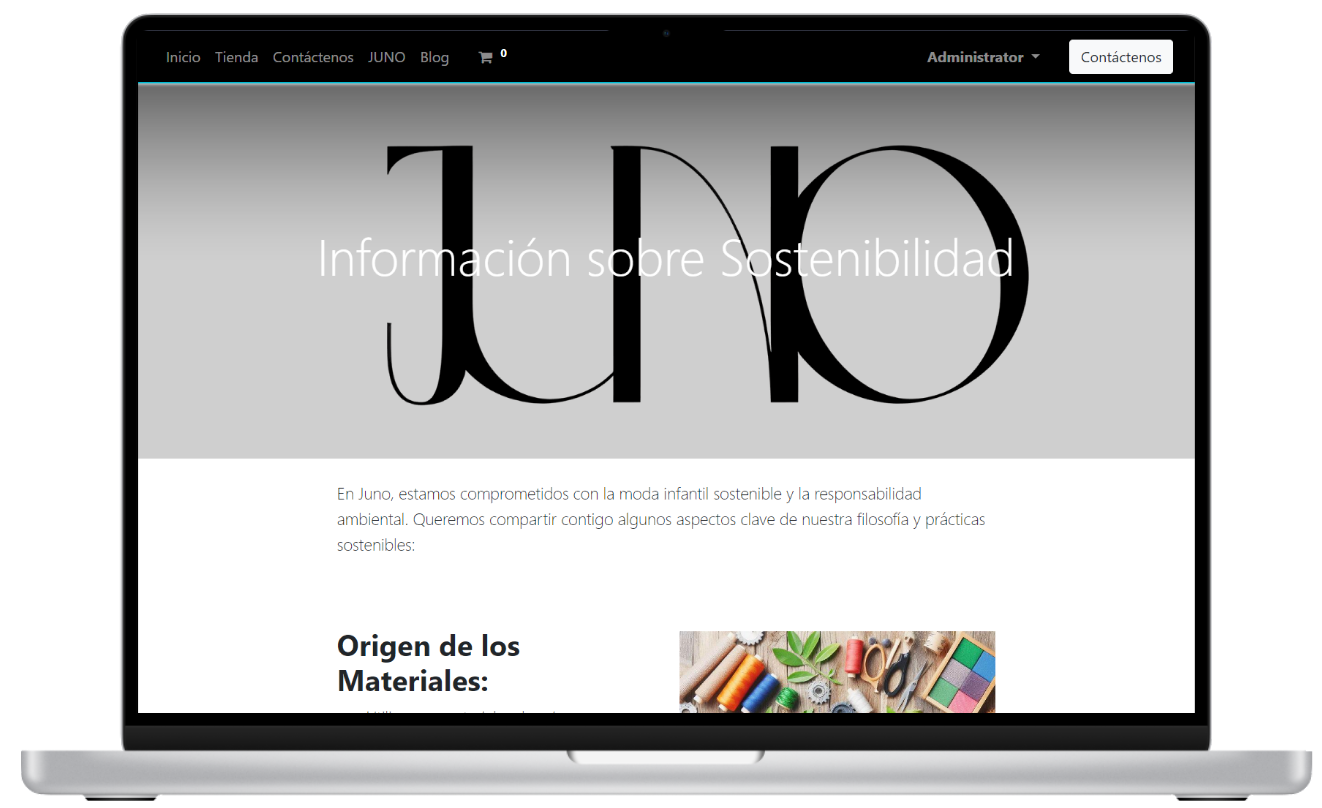 Inicio Tienda Contáctenos JUNO Blog 0 Administrator Contáctenos
JUNO
Información sobre Sostenibilidad
En Juno, estamos comprometidos con la moda infantil sostenible y la responsabilidad
ambiental. Queremos compartir contigo algunos aspectos clave de nuestra filosofía y prácticas
sostenibles:
Origen de los
Materiales: